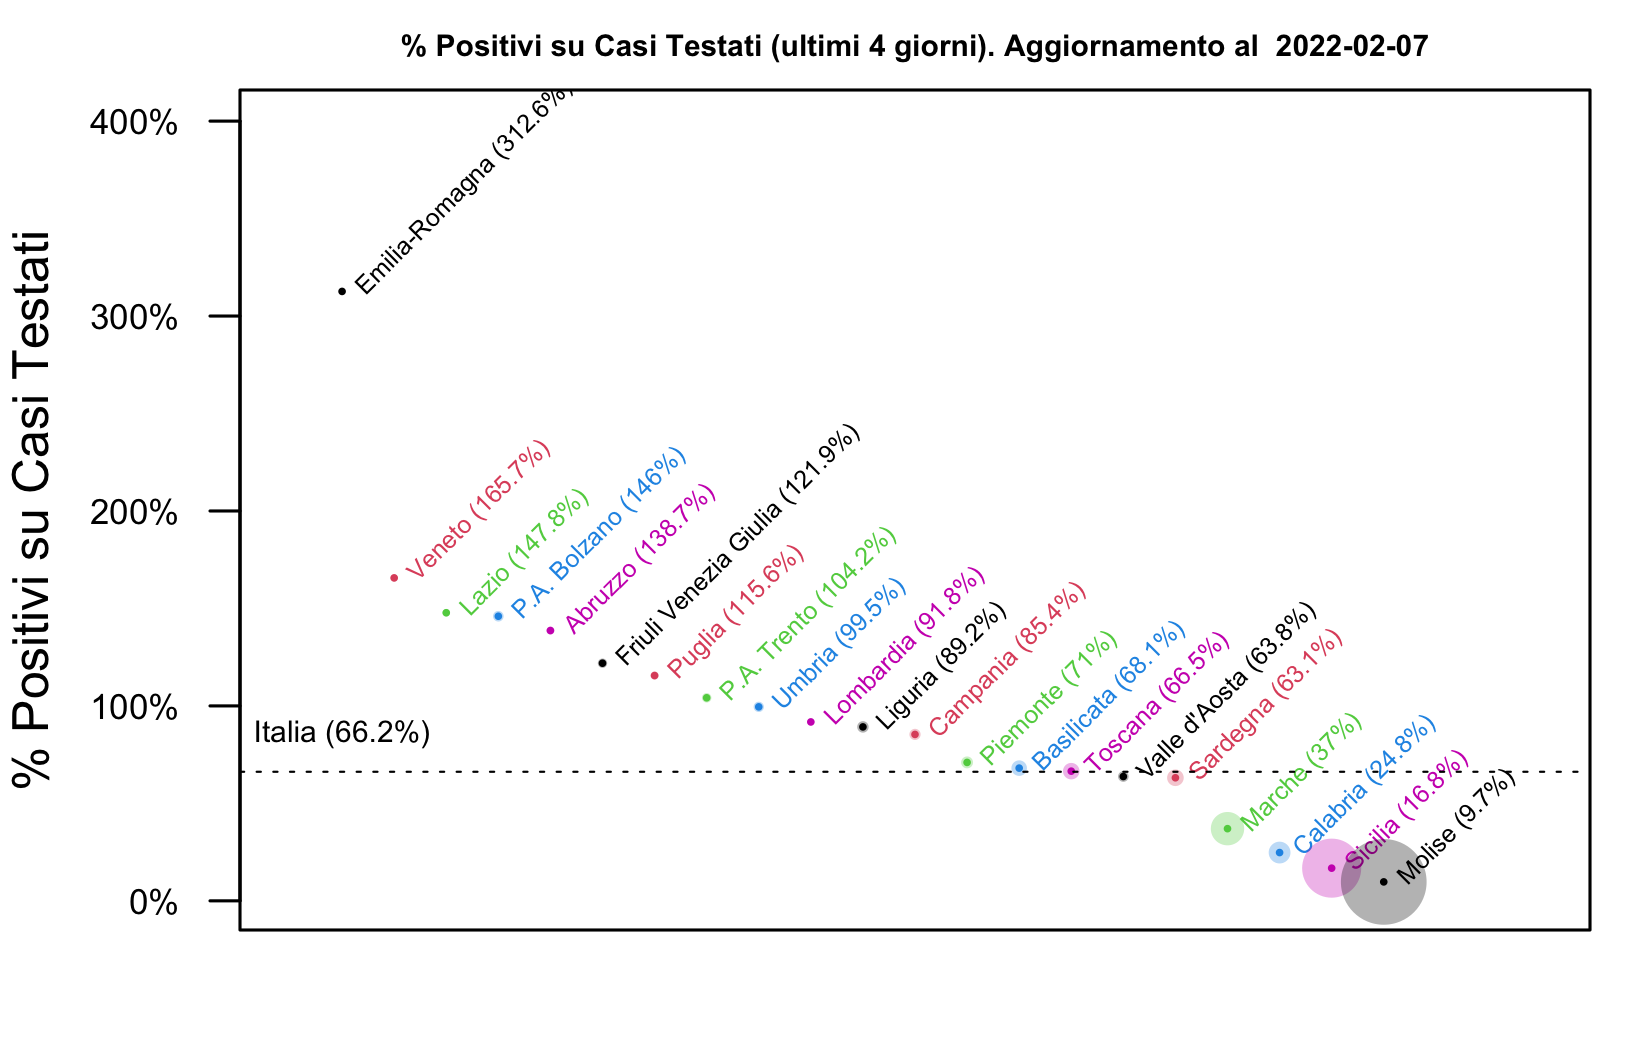 % Positivi su Casi Testati (ultimi 4 giorni). Aggiornamento al 2022-02-07
% Positivi su Casi Testati
400%
300%
200%
100%
0%
Italia (66.2%)
Emilia-Romagna (312.6%)
Veneto (165.7%)
Lazio (147.8%)
P.A. Bolzano (146%)
Abruzzo (138.7%)
Friuli Venezia Giulia (121.9%)
Puglia (115.6%)
P.A. Trento (104.2%)
Umbria (99.5%)
Lombardia (91.8%)
Liguria (89.2%)
Campania (85.4%)
Piemonte (71%)
Basilicata (68.1%)
Toscana (66.5%)
Valle d'Aosta (63.8%)
Sardegna (63.1%)
Marche (37%)
Calabria (24.8%)
Sicilia (16.8%)
Molise (9.7%)